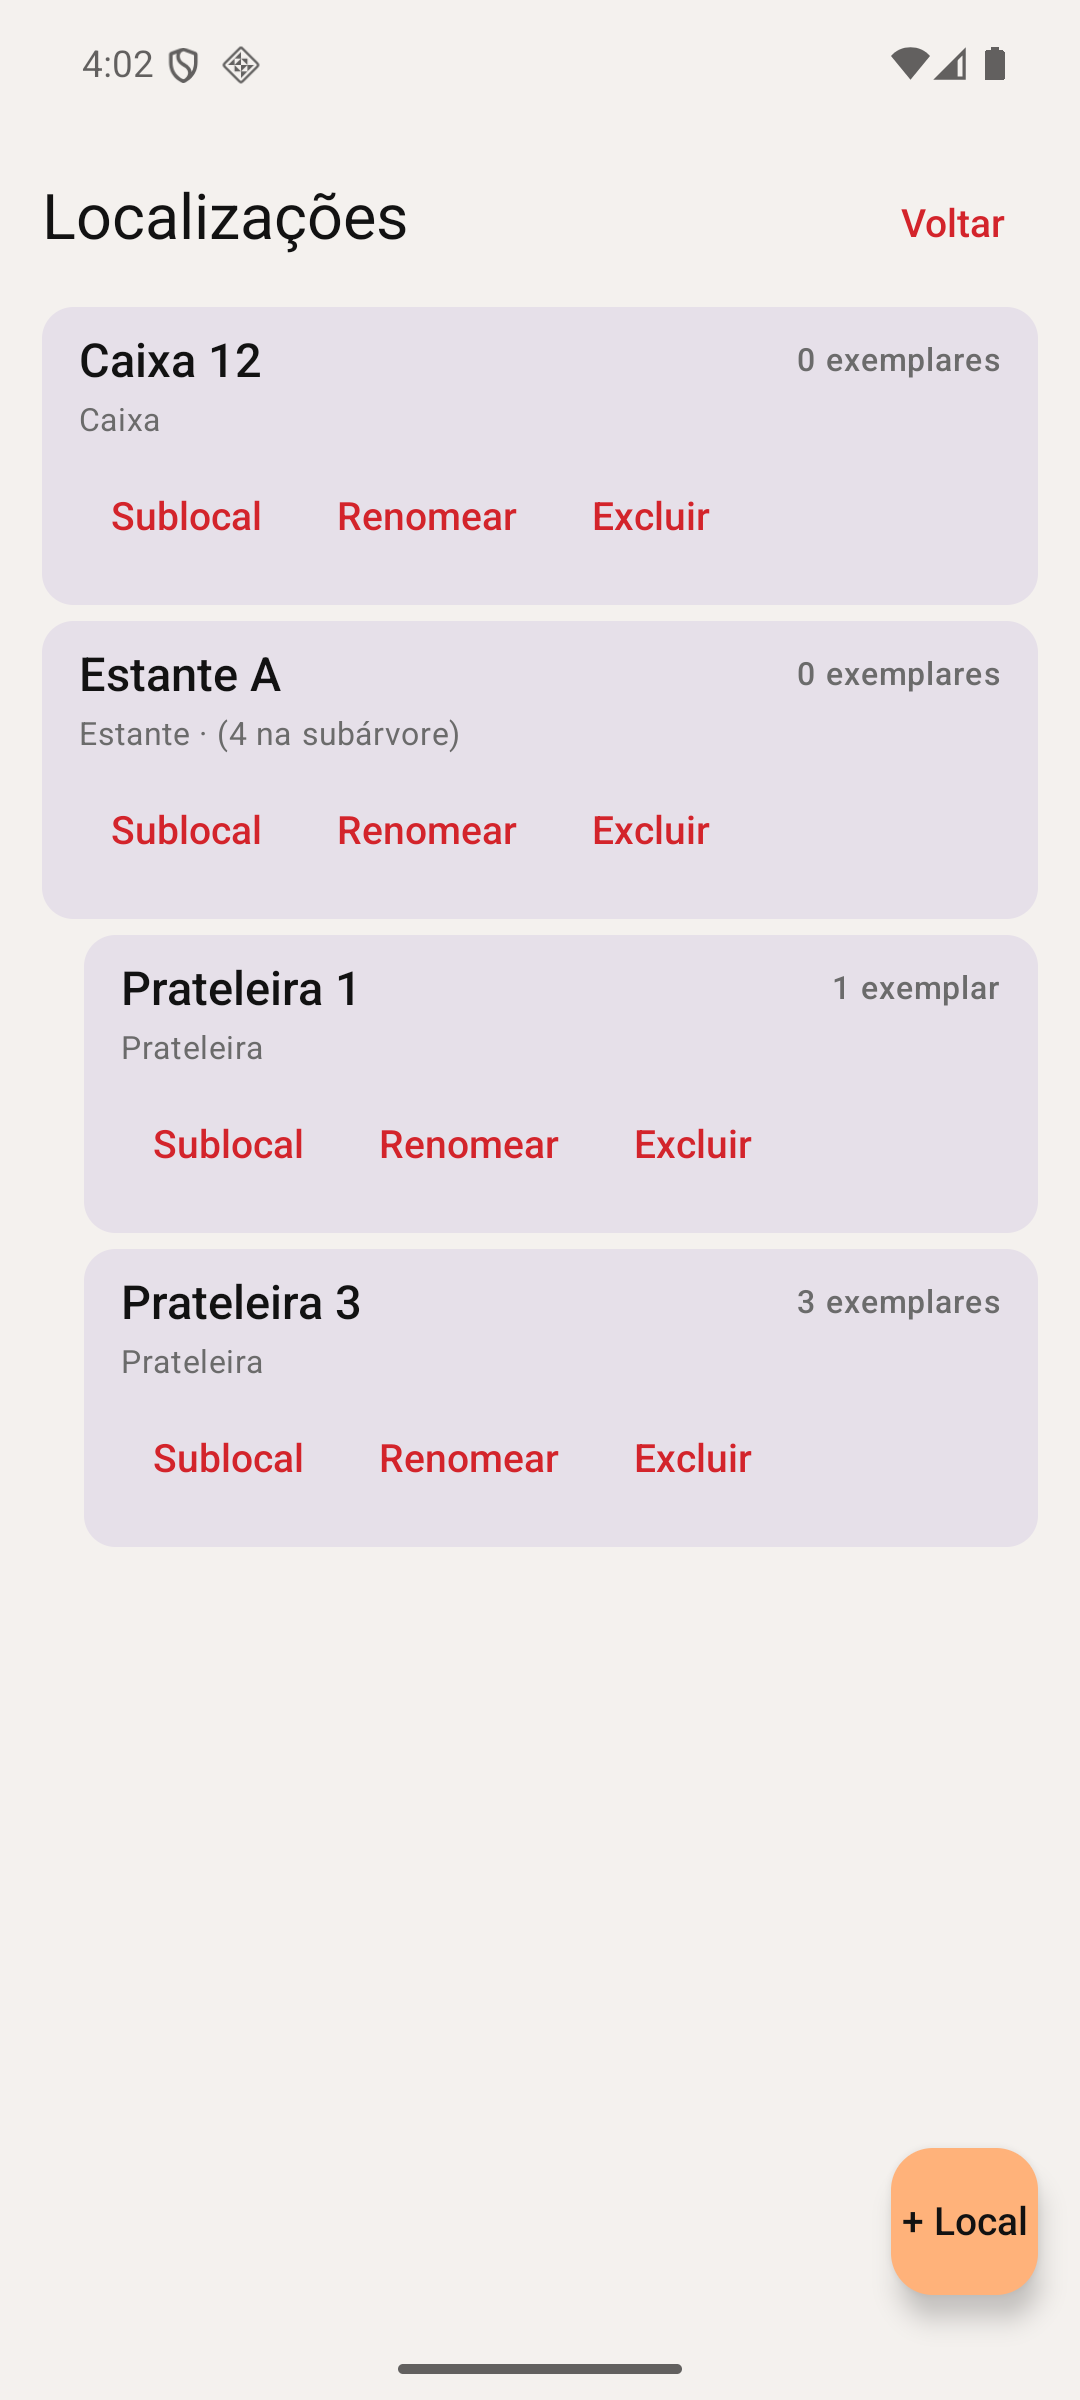 4:02
Localizações
Voltar
Caixa 12
0 exemplares
Caixa
Sublocal Renomear Excluir
Estante A
0 exemplares
Estante · (4 na subárvore)
Sublocal Renomear Excluir
Prateleira 1
1 exemplar
Prateleira
Sublocal Renomear Excluir
Prateleira 3
3 exemplares
Prateleira
Sublocal Renomear Excluir
+ Local